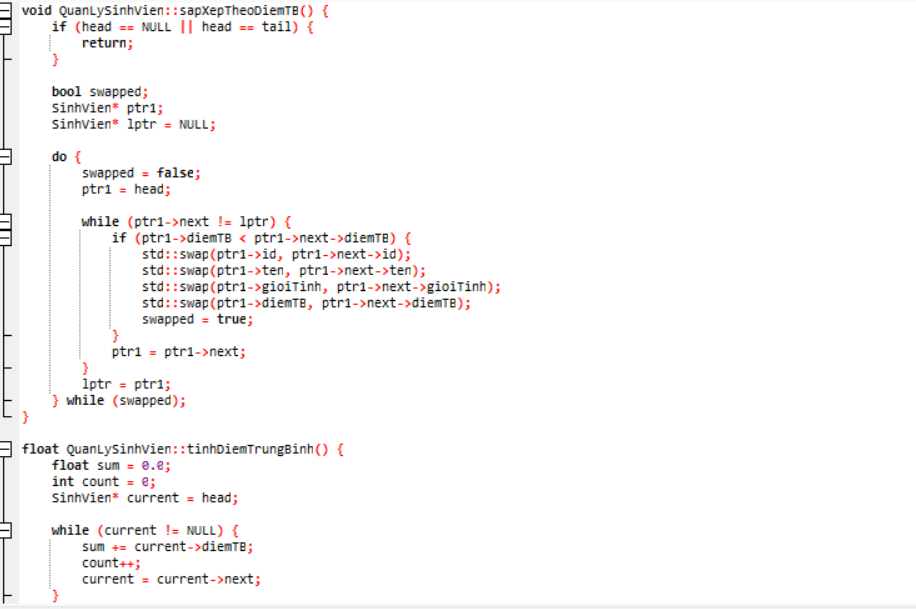 void QuanLySinhVien::sapXepTheoDiemTB() {
    if (head == NULL || head == tail) {
        return;
    }

    bool swapped;
    SinhVien* ptr1;
    SinhVien* lptr = NULL;

    do {
        swapped = false;
        ptr1 = head;

        while (ptr1->next != lptr) {
            if (ptr1->diemTB < ptr1->next->diemTB) {
                std::swap(ptr1->id, ptr1->next->id);
                std::swap(ptr1->ten, ptr1->next->ten);
                std::swap(ptr1->gioiTinh, ptr1->next->gioiTinh);
                std::swap(ptr1->diemTB, ptr1->next->diemTB);
                swapped = true;
            }
            ptr1 = ptr1->next;
        }
        lptr = ptr1;
    } while (swapped);
}

float QuanLySinhVien::tinhDiemTrungBinh() {
    float sum = 0.0;
    int count = 0;
    SinhVien* current = head;

    while (current != NULL) {
        sum += current->diemTB;
        count++;
        current = current->next;
    }